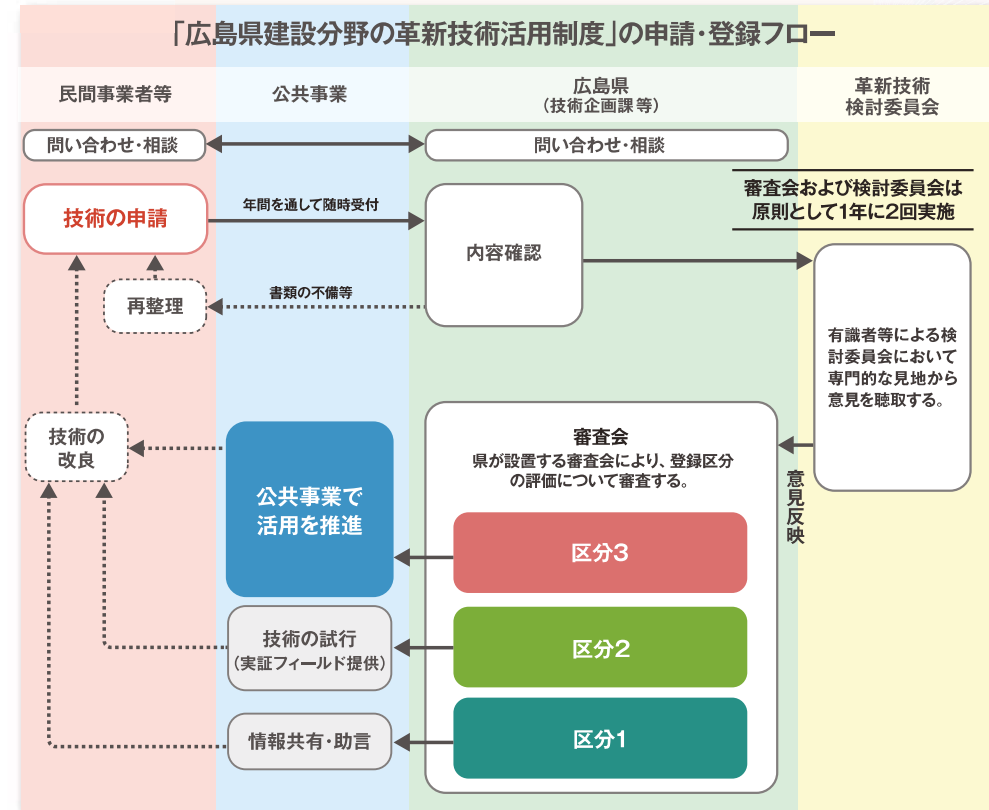 「広島県建設分野の革新技術活用制度」の申請・登録フロー
民間事業者等
公共事業
広島県
（技術企画課等）
革新技術
検討委員会
問い合わせ・相談
問い合わせ・相談
審査会および検討委員会は
原則として1年に2回実施
技術の申請
年間を通して随時受付
内容確認
再整理
書類の不備等
有識者等による検
討委員会において
専門的な見地から
意見を聴取する。
技術の
改良
公共事業で
活用を推進
審査会
県が設置する審査会により、登録区分
の評価について審査する。
意見反映
区分3
技術の試行
（実証フィールド提供）
区分2
情報共有・助言
区分1